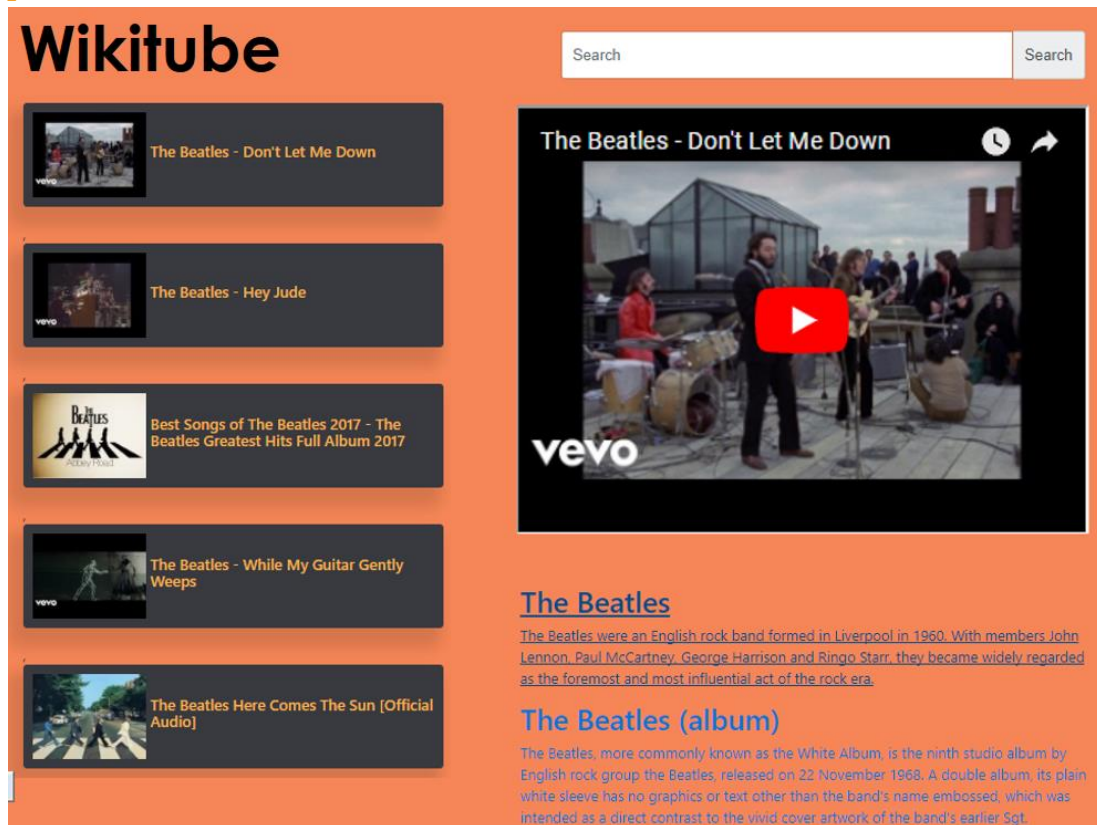 Wikitube
Search
Search
The Beatles - Don't Let Me Down
vevo
,
The Beatles - Hey Jude
vevo
,
THE
BEATLES
Abbey Road
Best Songs of The Beatles 2017 - The
Beatles Greatest Hits Full Album 2017
,
The Beatles - While My Guitar Gently
Weeps
vevo
,
The Beatles Here Comes The Sun [Official
Audio]
The Beatles - Don't Let Me Down
vevo
The Beatles
The Beatles were an English rock band formed in Liverpool in 1960. With members John
Lennon, Paul McCartney, George Harrison and Ringo Starr, they became widely regarded
as the foremost and most influential act of the rock era.
The Beatles (album)
The Beatles, more commonly known as the White Album, is the ninth studio album by
English rock group the Beatles, released on 22 November 1968. A double album, its plain
white sleeve has no graphics or text other than the band's name embossed, which was
intended as a direct contrast to the vivid cover artwork of the band's earlier Sgt.